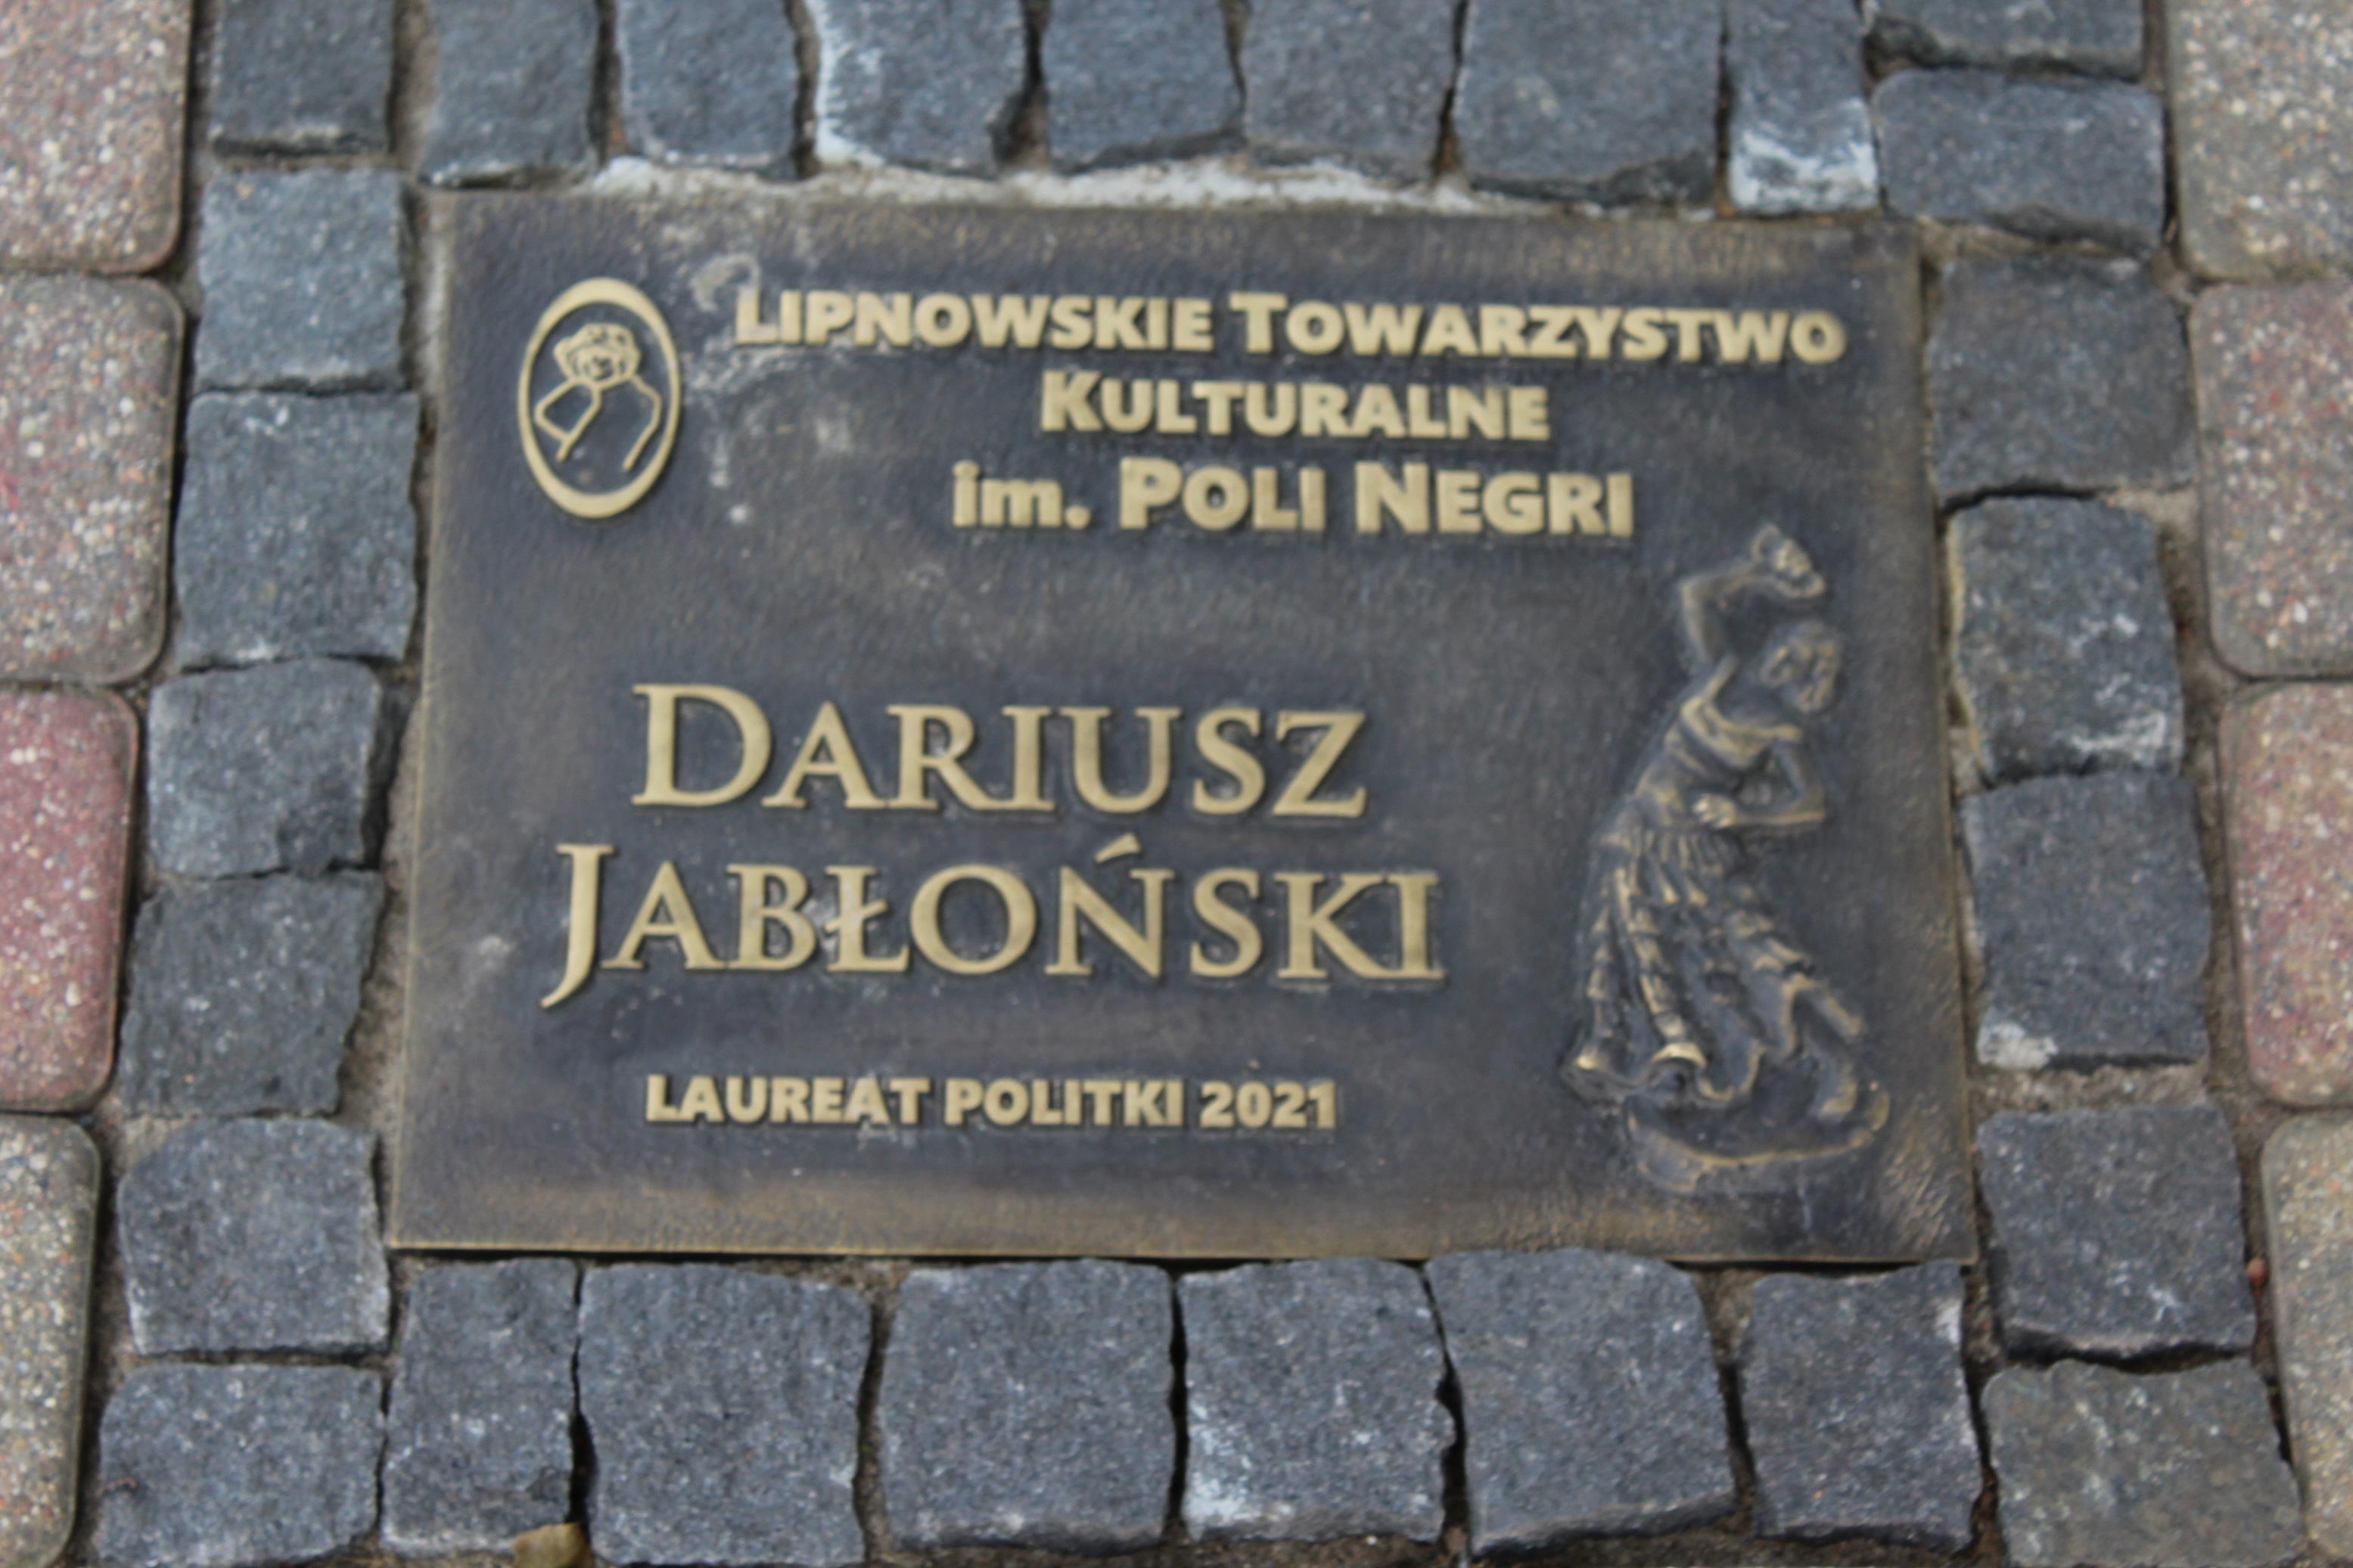 LIPNOWSKIE TOWARZYSTWO
KULTURALNE
im. POLI NEGRI
DARIUSZ
JABŁOŃSKI
LAUREAT POLITKI 2021